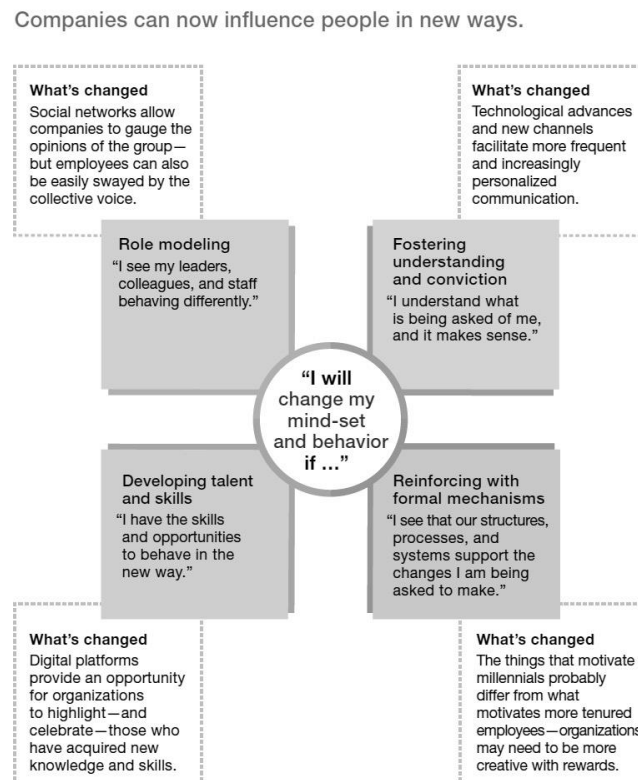 Companies can now influence people in new ways.
What's changed
Social networks allow
companies to gauge the
opinions of the group—
but employees can also
be easily swayed by the
collective voice.
What's changed
Technological advances
and new channels
facilitate more frequent
and increasingly
personalized
communication.
Role modeling
“I see my leaders,
colleagues, and staff
behaving differently.”
Fostering
understanding
and conviction
“I understand what
is being asked of me,
and it makes sense.”
“I will
change my
mind-set
and behavior
if …”
Developing talent
and skills
“I have the skills
and opportunities
to behave in the
new way.”
Reinforcing with
formal mechanisms
“I see that our structures,
processes, and
systems support the
changes I am being
asked to make.”
What's changed
Digital platforms
provide an opportunity
for organizations
to highlight—and
celebrate—those who
have acquired new
knowledge and skills.
What's changed
The things that motivate
millennials probably
differ from what
motivates more tenured
employees—organizations
may need to be more
creative with rewards.